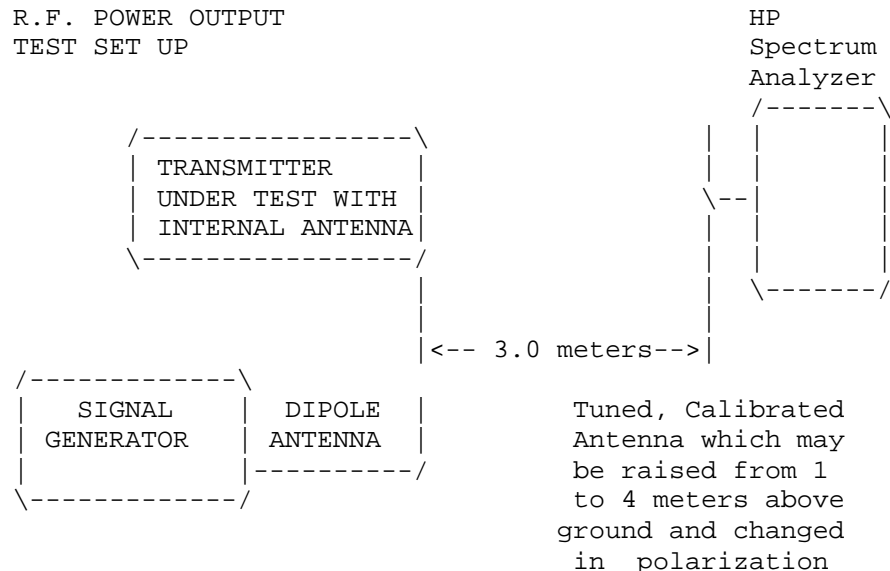 R.F. POWER OUTPUT
TEST SET UP
HP
Spectrum
Analyzer
TRANSMITTER
UNDER TEST WITH
INTERNAL ANTENNA
<-- 3.0 meters-->
SIGNAL
GENERATOR
DIPOLE
ANTENNA
Tuned, Calibrated
Antenna which may
be raised from 1
to 4 meters above
ground and changed
in polarization